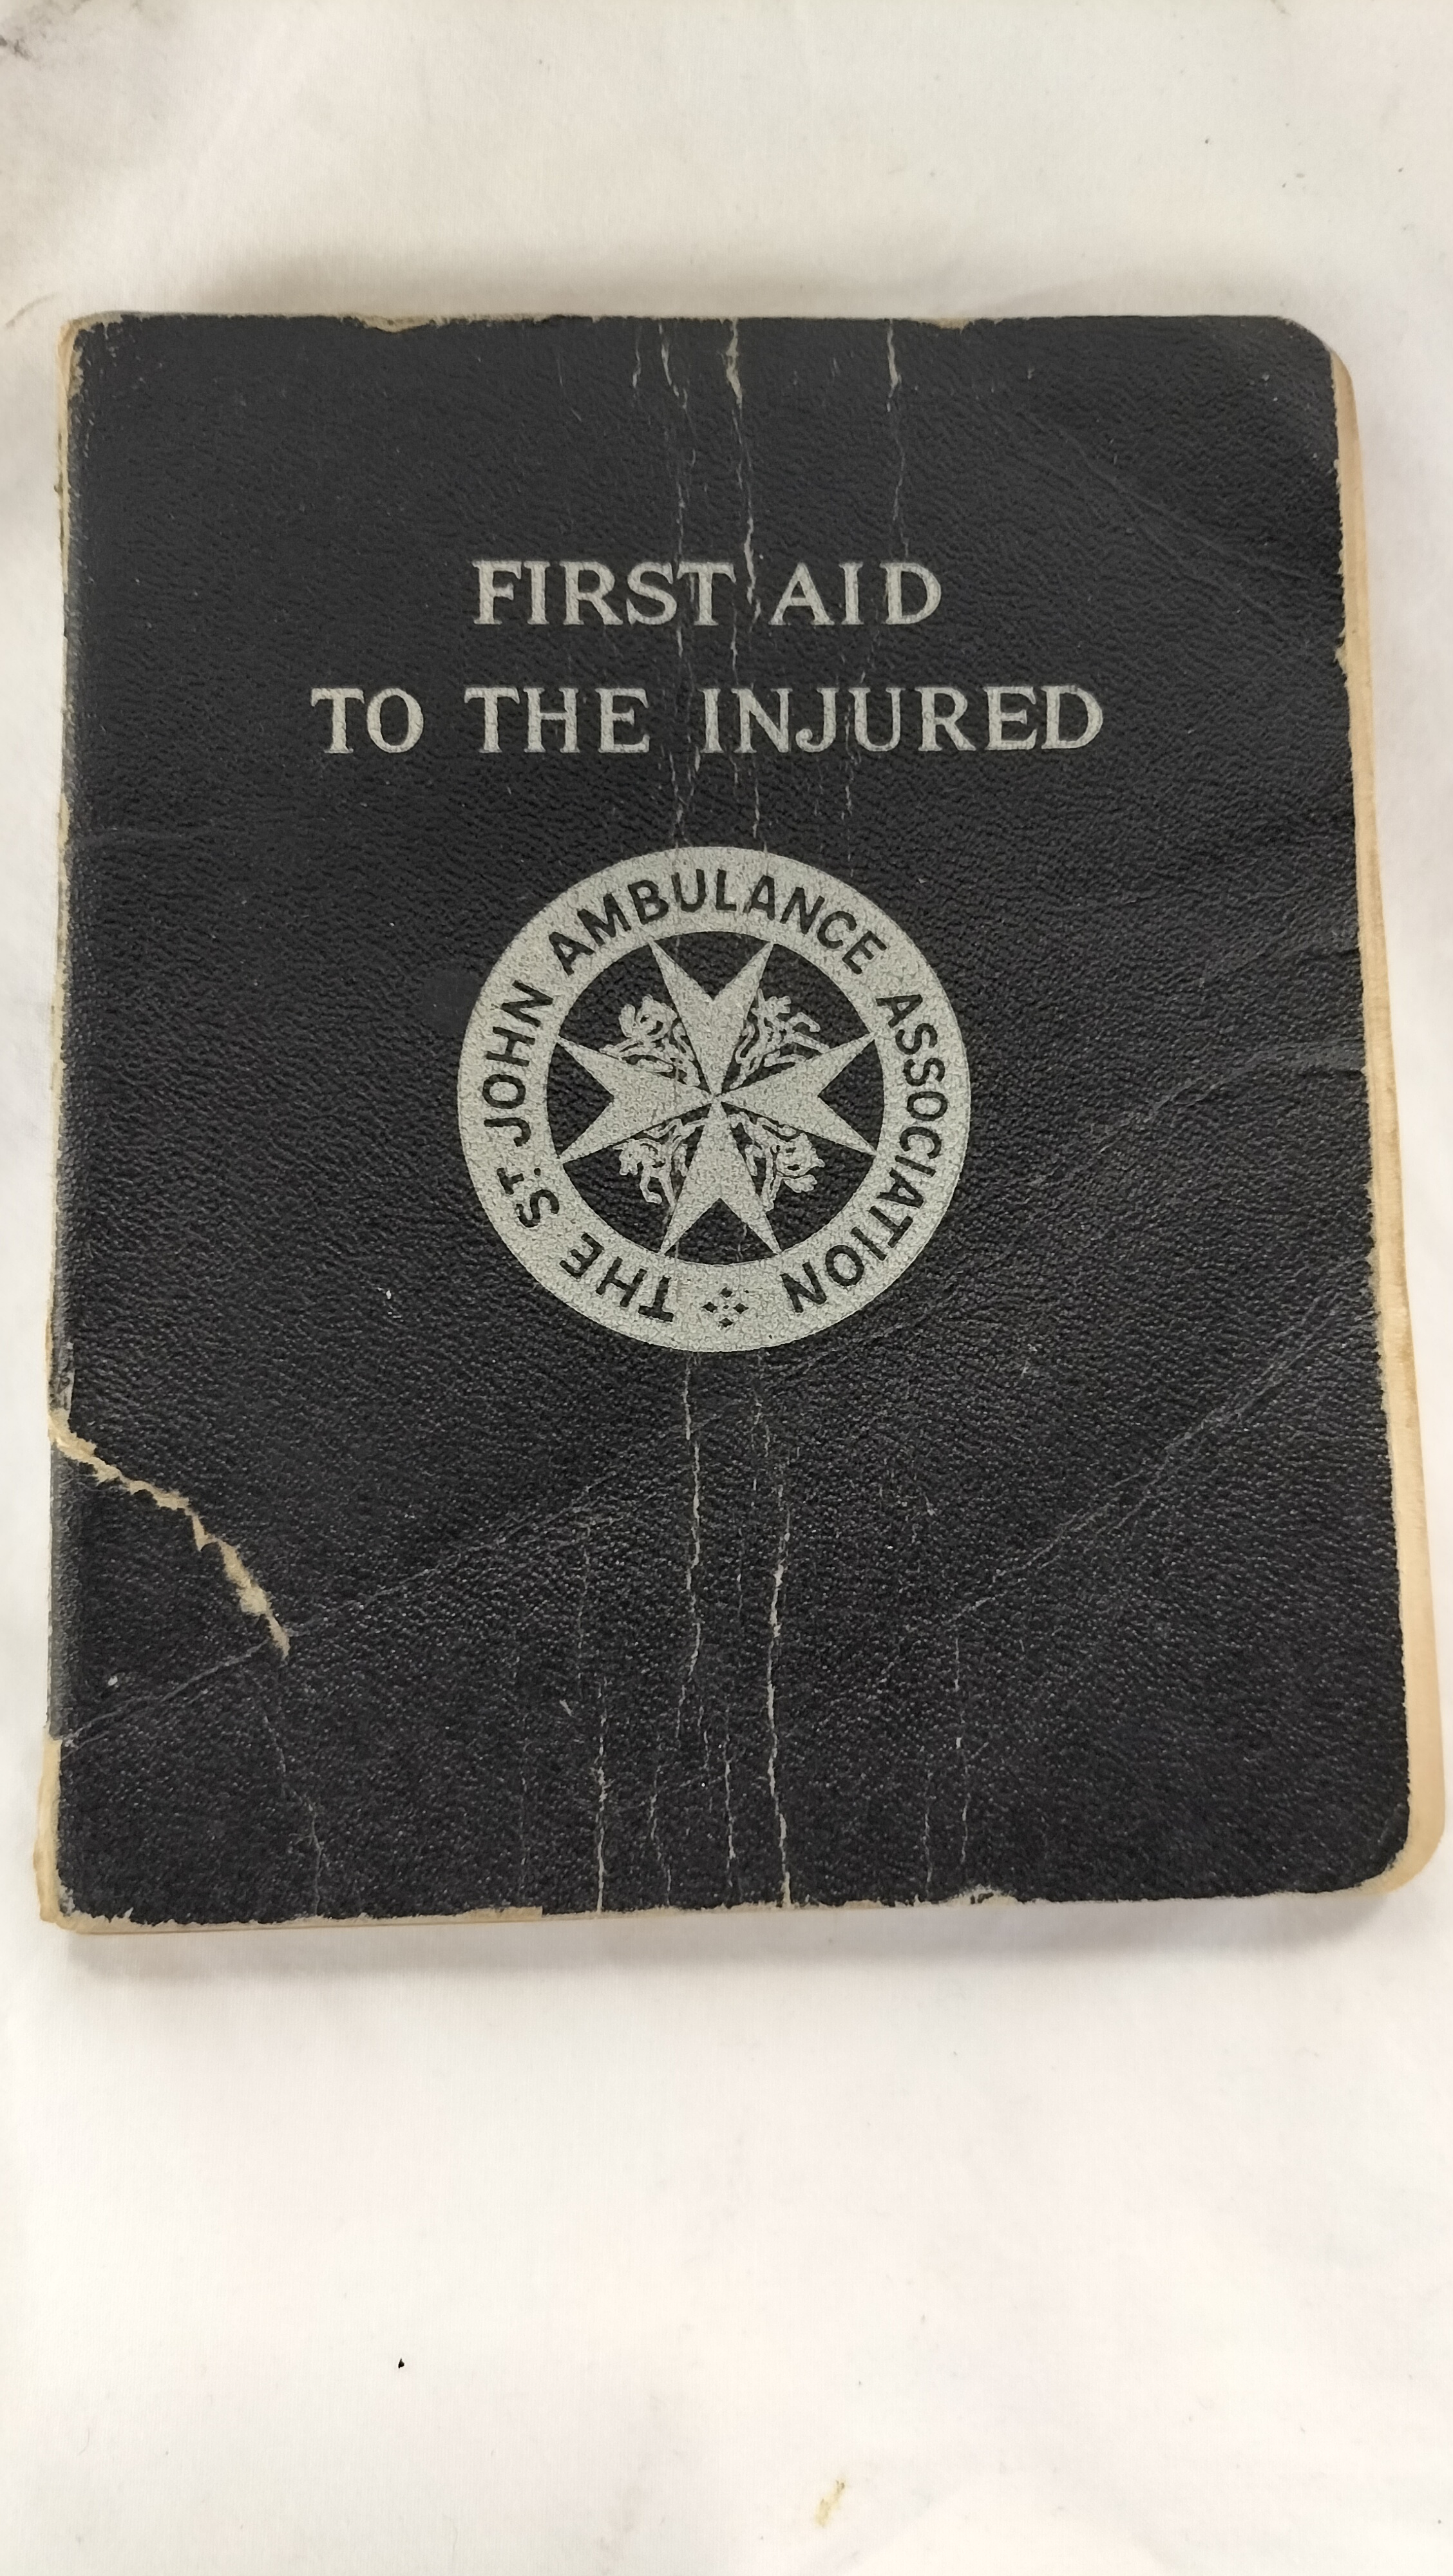 FIRST AID
TO THE INJURED
THE ST. JOHN AMBULANCE ASSOCIATION